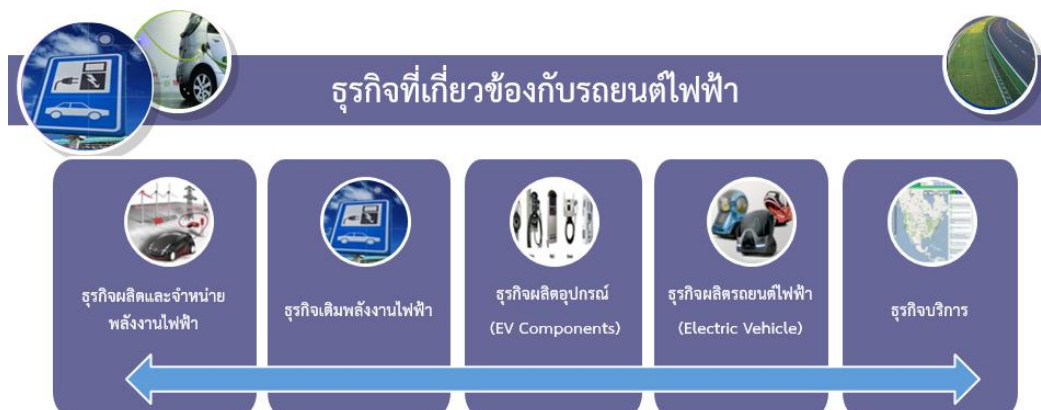 ธุรกิจที่เกี่ยวข้องกับรถยนต์ไฟฟ้า
ธุรกิจผลิตและจำหน่าย
พลังงานไฟฟ้า
ธุรกิจเติมพลังงานไฟฟ้า
ธุรกิจผลิตอุปกรณ์
(EV Components)
ธุรกิจผลิตรถยนต์ไฟฟ้า
(Electric Vehicle)
ธุรกิจบริการ